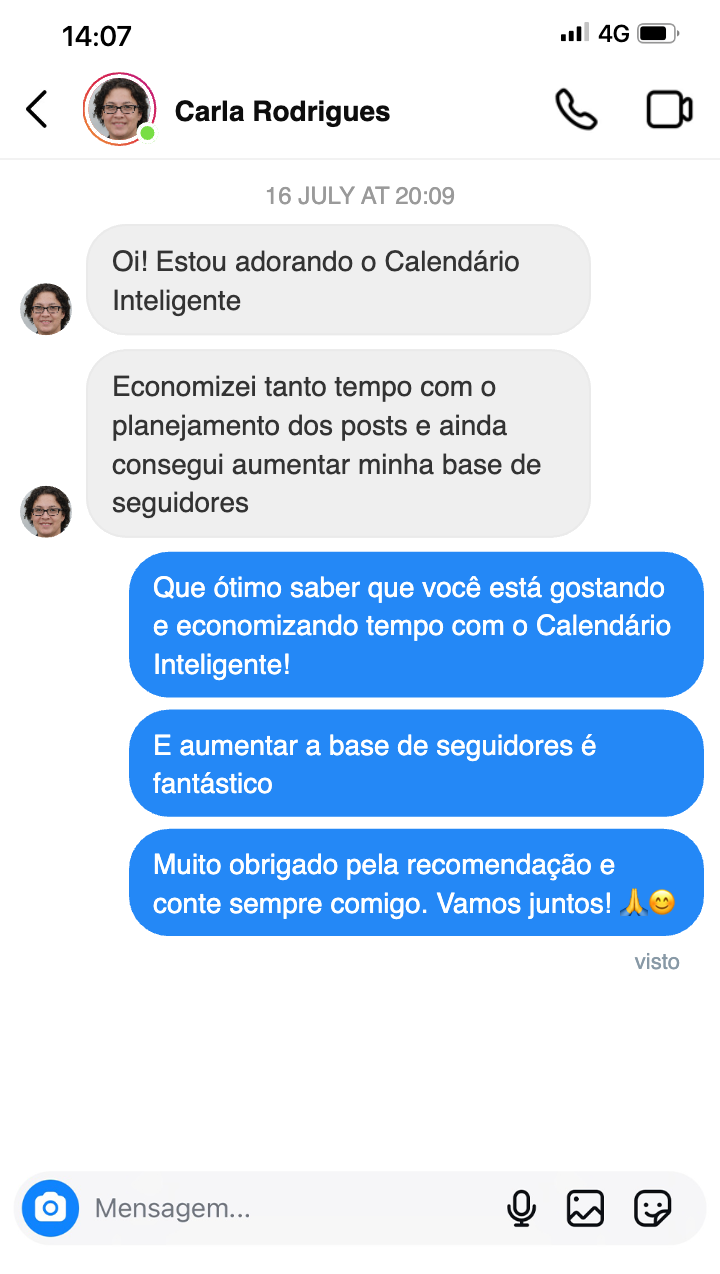 14:07
4G
Carla Rodrigues
16 JULY AT 20:09
Oi! Estou adorando o Calendário
Inteligente
Economizei tanto tempo com o
planejamento dos posts e ainda
consegui aumentar minha base de
seguidores
Que ótimo saber que você está gostando
e economizando tempo com o Calendário
Inteligente!
E aumentar a base de seguidores é
fantástico
Muito obrigado pela recomendação e
conte sempre comigo. Vamos juntos! 🙏😊
visto
Mensagem...